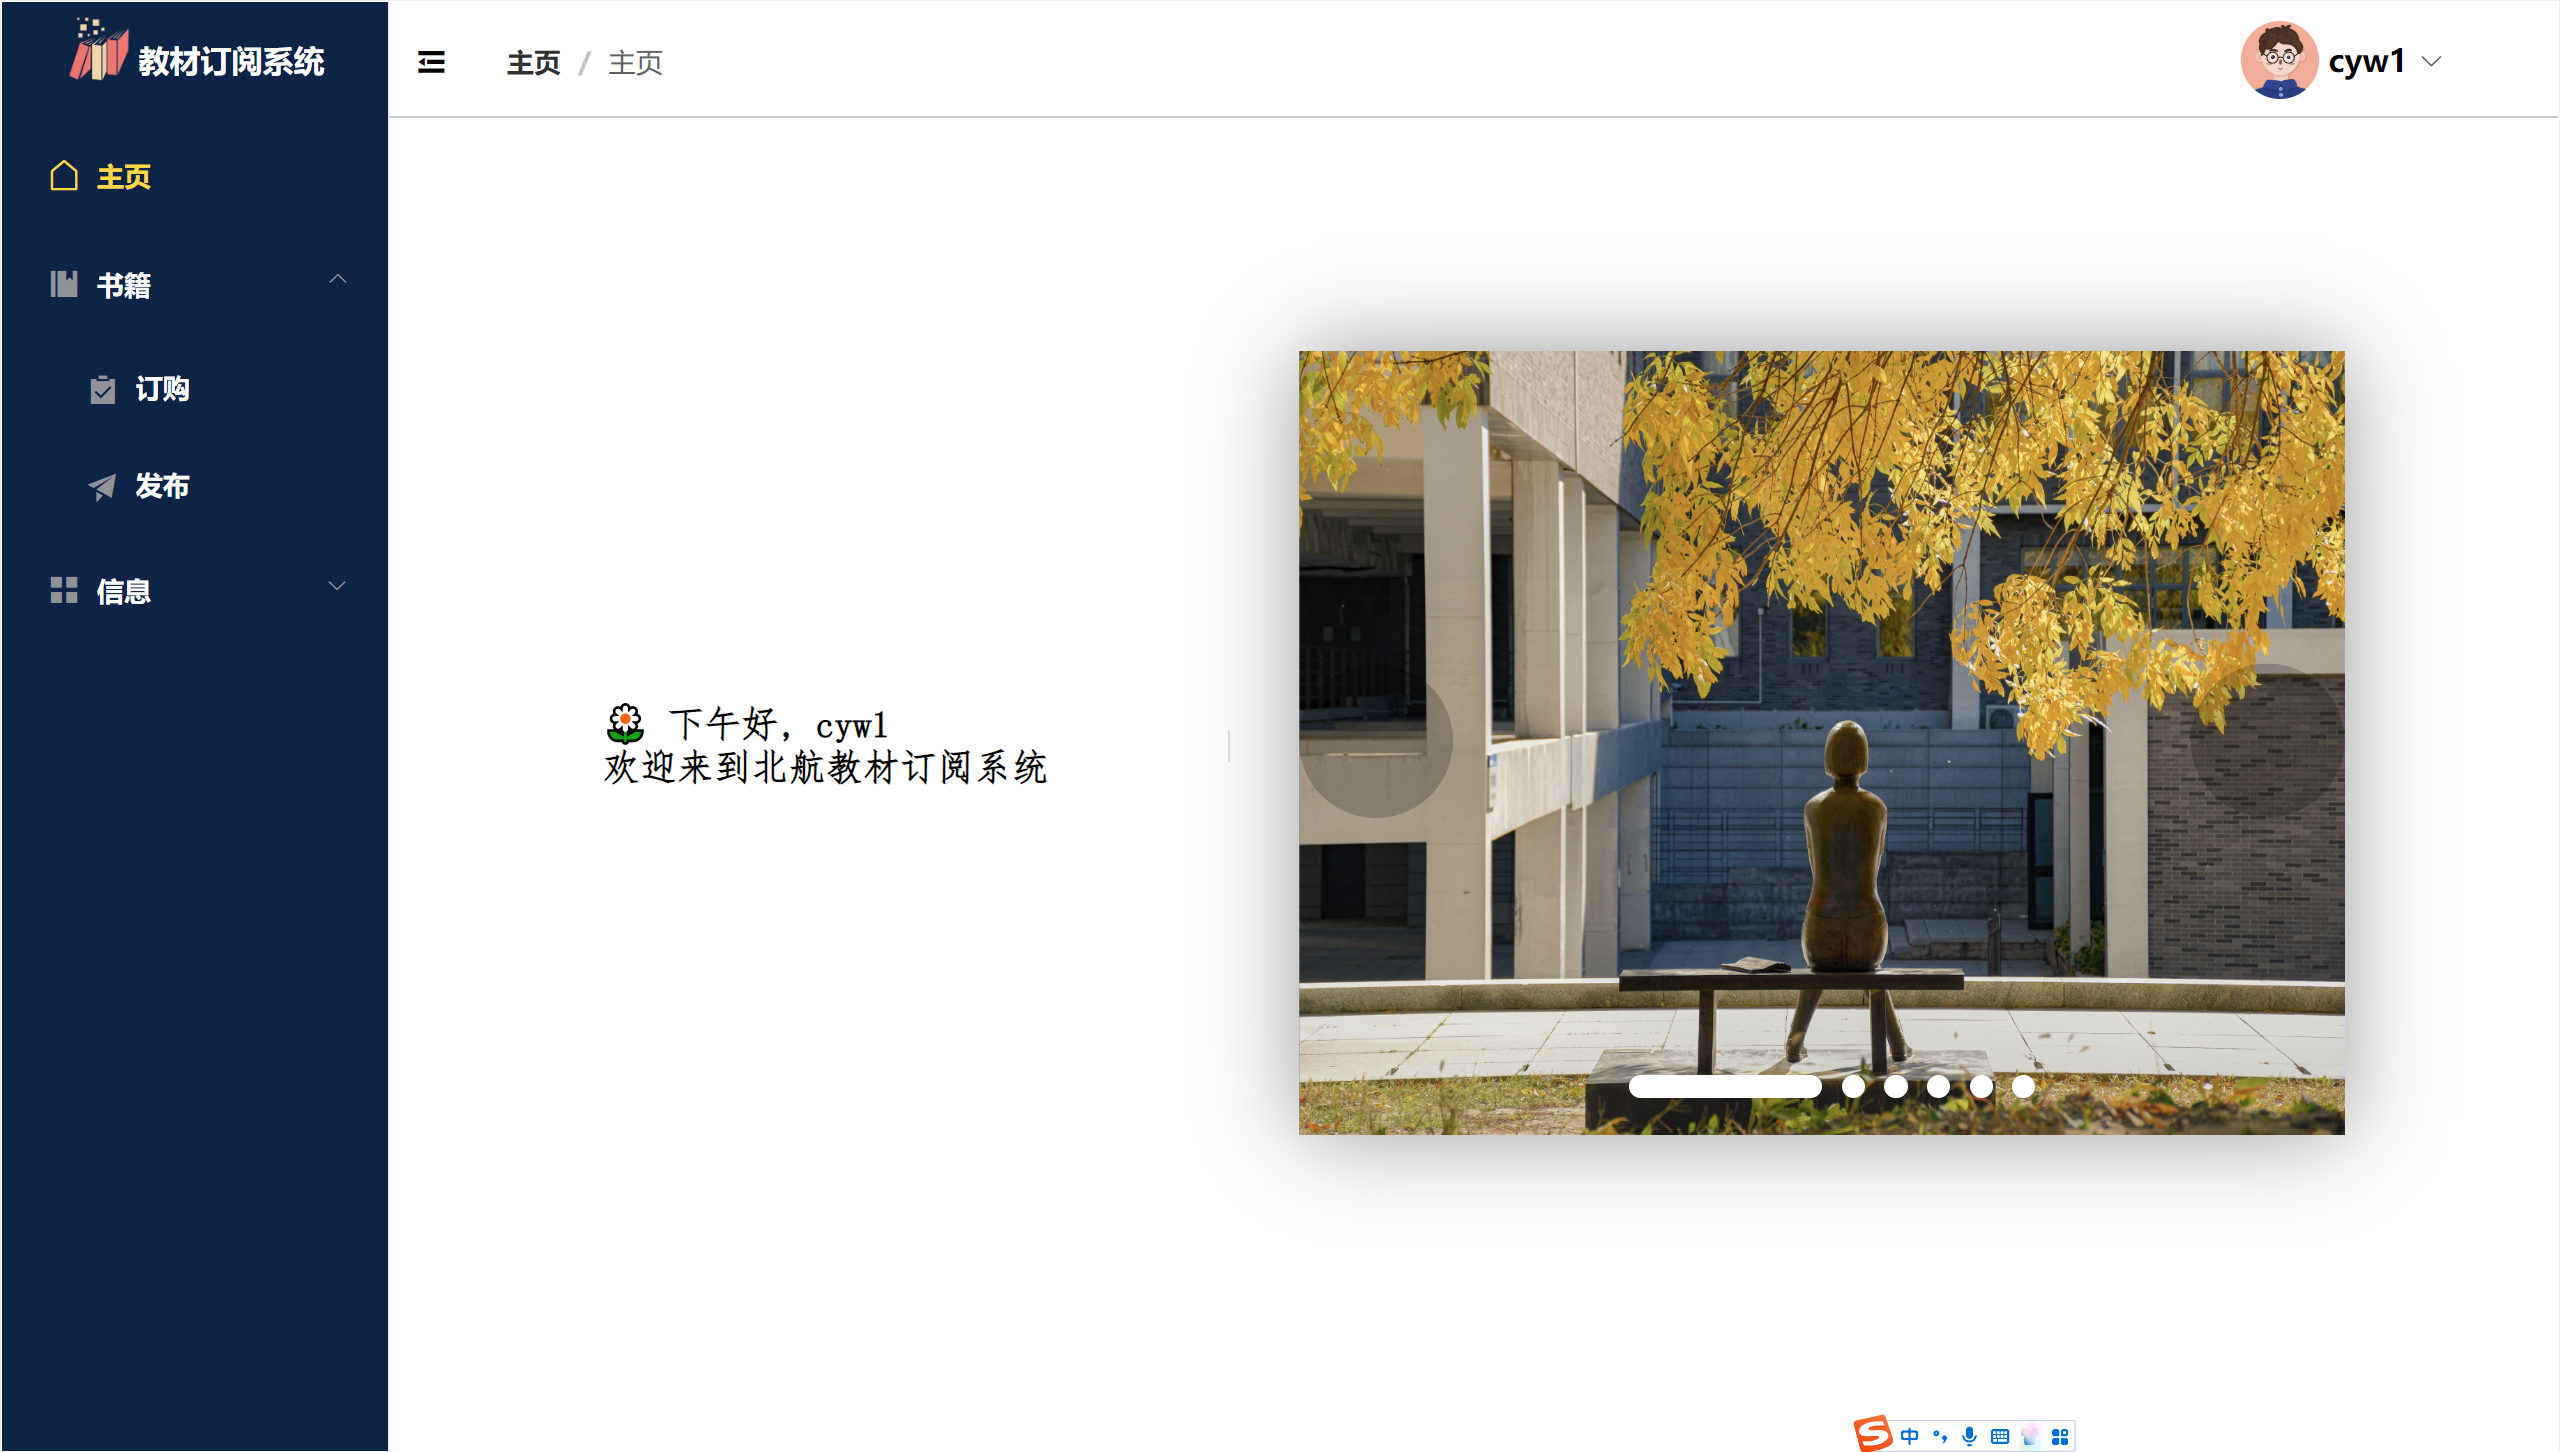 教材订阅系统
主页 / 主页
cyw1
主页
书籍
订购
发布
信息
下午好，cyw1
欢迎来到北航教材订阅系统
中